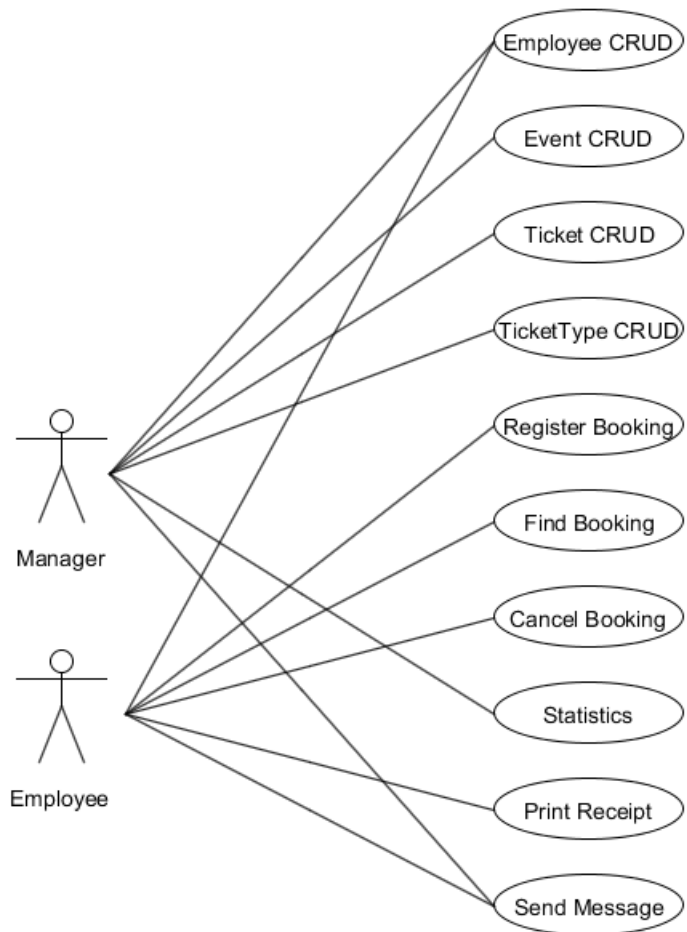 Employee CRUD
Event CRUD
Ticket CRUD
TicketType CRUD
Register Booking
Find Booking
Cancel Booking
Statistics
Print Receipt
Send Message
Manager
Employee